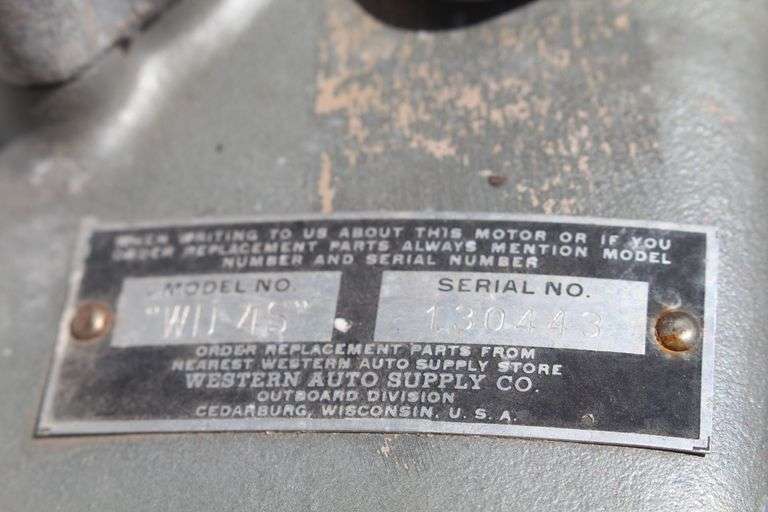 WHEN WRITING TO US ABOUT THIS MOTOR OR IF YOU
ORDER REPLACEMENT PARTS ALWAYS MENTION MODEL
NUMBER AND SERIAL NUMBER
MODEL NO. SERIAL NO.
130443
ORDER REPLACEMENT PARTS FROM
NEAREST WESTERN AUTO SUPPLY STORE
WESTERN AUTO SUPPLY CO.
OUTBOARD DIVISION
CEDARBURG, WISCONSIN, U. S. A.